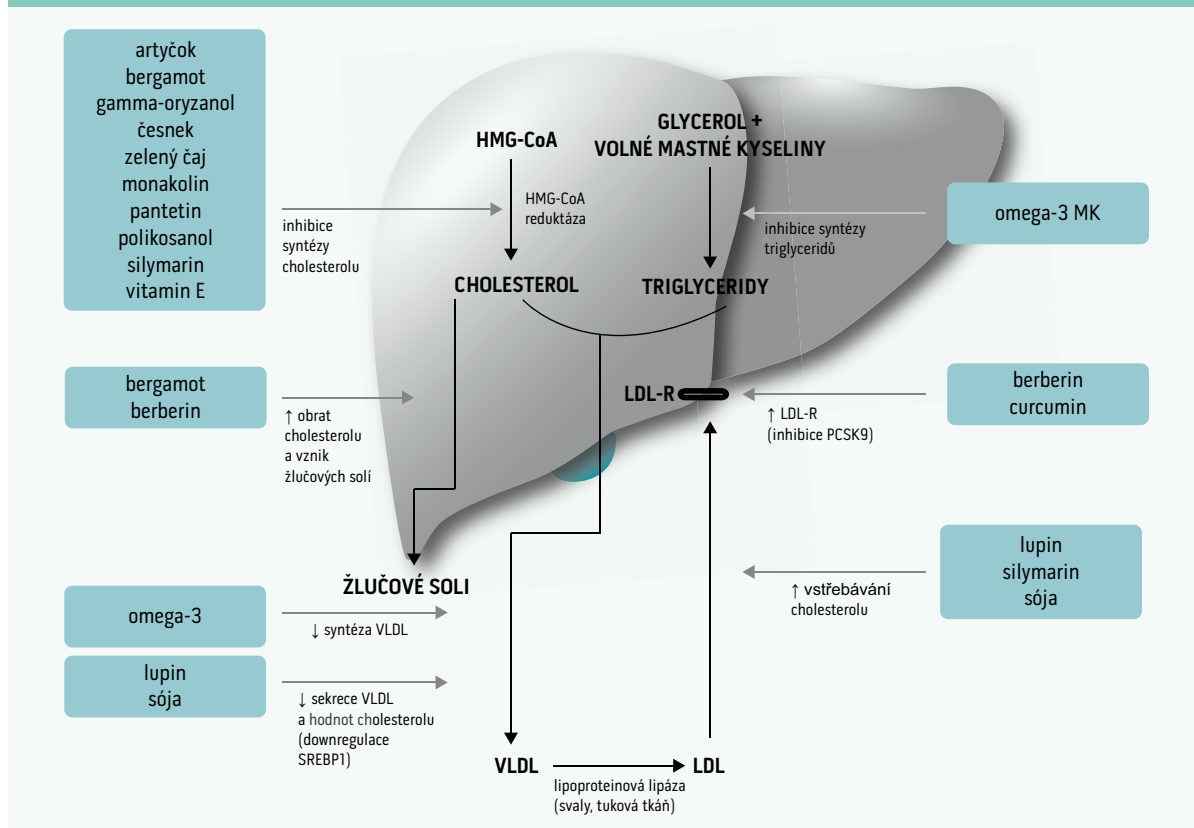 artyčok
bergamot
gamma-oryzanol
česnek
zelený čaj
monakolin
pantetin
polikosanol
silymarin
vitamin E
inhibice
syntézy
cholesterolu
HMG-CoA
HMG-CoA
reduktáza
CHOLESTEROL
GLYCEROL +
VOLNÉ MASTNÉ KYSELINY
TRIGLYCERIDY
inhibice syntézy
triglyceridů
omega-3 MK
bergamot
berberin
↑ obrat
cholesterolu
a vznik
žlučových solí
LDL-R
↑ LDL-R
(inhibice PCSK9)
berberin
curcumin
ŽLUČOVÉ SOLI
↑ vstřebávání
cholesterolu
lupin
silymarin
sója
omega-3
↓ syntéza VLDL
lupin
sója
↓ sekrece VLDL
a hodnot cholesterolu
(downregulace
SREBP1)
VLDL
lipoproteinová lipáza
(svaly, tuková tkáň)
LDL